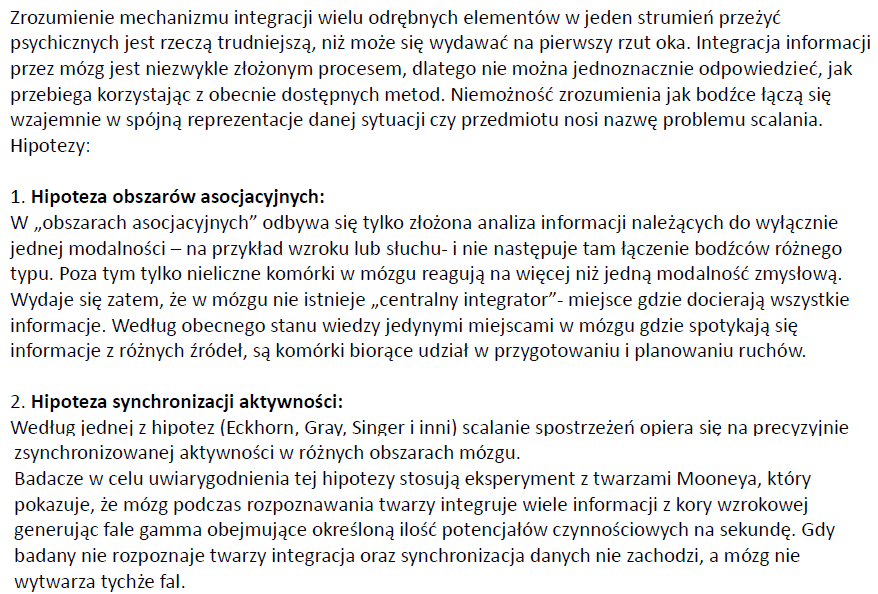 Zrozumienie mechanizmu integracji wielu odrębnych elementów w jeden strumień przeżyć
psychicznych jest rzeczą trudniejszą, niż może się wydawać na pierwszy rzut oka. Integracja informacji
przez mózg jest niezwykle złożonym procesem, dlatego nie można jednoznacznie odpowiedzieć, jak
przebiega korzystając z obecnie dostępnych metod. Niemożność zrozumienia jak bodźce łączą się
wzajemnie w spójną reprezentacje danej sytuacji czy przedmiotu nosi nazwę problemu scalania.
Hipotezy:
1. Hipoteza obszarów asocjacyjnych:
W „obszarach asocjacyjnych” odbywa się tylko złożona analiza informacji należących do wyłącznie
jednej modalności – na przykład wzroku lub słuchu- i nie następuje tam łączenie bodźców różnego
typu. Poza tym tylko nieliczne komórki w mózgu reagują na więcej niż jedną modalność zmysłową.
Wydaje się zatem, że w mózgu nie istnieje „centralny integrator”- miejsce gdzie docierają wszystkie
informacje. Według obecnego stanu wiedzy jedynymi miejscami w mózgu gdzie spotykają się
informacje z różnych źródeł, są komórki biorące udział w przygotowaniu i planowaniu ruchów.
2. Hipoteza synchronizacji aktywności:
Według jednej z hipotez (Eckhorn, Gray, Singer i inni) scalanie spostrzeżeń opiera się na precyzyjnie
zsynchronizowanej aktywności w różnych obszarach mózgu.
Badacze w celu uwiarygodnienia tej hipotezy stosują eksperyment z twarzami Mooneya, który
pokazuje, że mózg podczas rozpoznawania twarzy integruje wiele informacji z kory wzrokowej
generując fale gamma obejmujące określoną ilość potencjałów czynnościowych na sekundę. Gdy
badany nie rozpoznaje twarzy integracja oraz synchronizacja danych nie zachodzi, a mózg nie
wytwarza tychże fal.